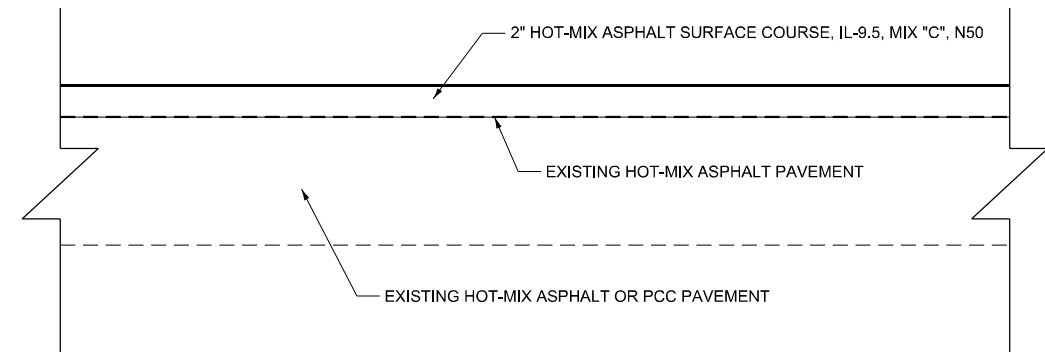 2" HOT-MIX ASPHALT SURFACE COURSE, IL-9.5, MIX "C", N50
EXISTING HOT-MIX ASPHALT PAVEMENT
EXISTING HOT-MIX ASPHALT OR PCC PAVEMENT